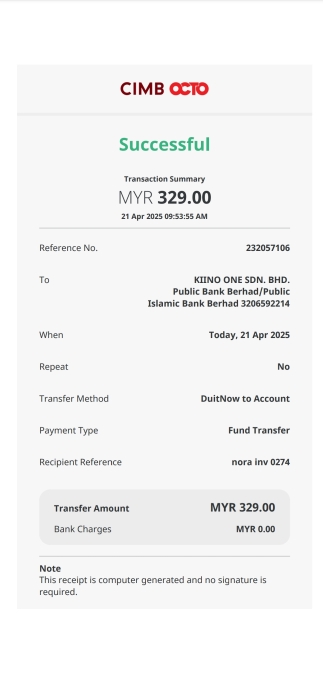 CIMB OCTO
Successful
Transaction Summary
MYR 329.00
21 Apr 2025 09:53:55 AM
Reference No. 232057106
To KIINO ONE SDN. BHD.
Public Bank Berhad/Public
Islamic Bank Berhad 3206592214
When Today, 21 Apr 2025
Repeat No
Transfer Method DuitNow to Account
Payment Type Fund Transfer
Recipient Reference nora inv 0274
Transfer Amount MYR 329.00
Bank Charges MYR 0.00
Note
This receipt is computer generated and no signature is
required.